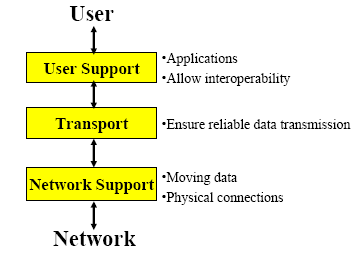 User
User Support
•Applications
•Allow interoperability
Transport
•Ensure reliable data transmission
Network Support
•Moving data
•Physical connections
Network